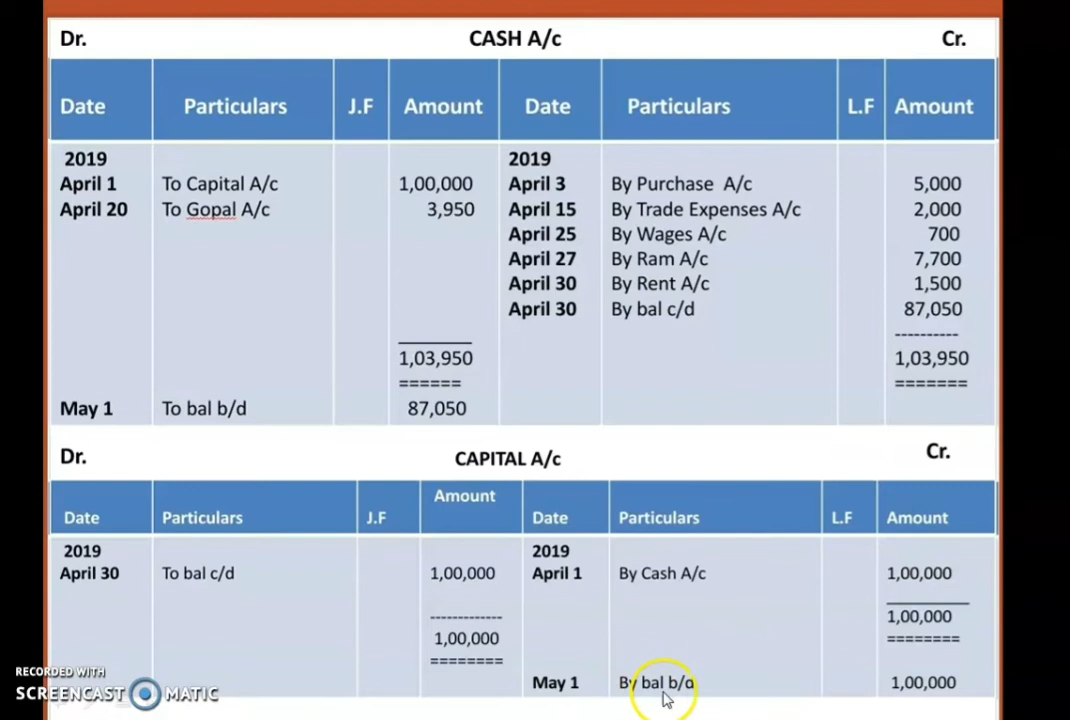 Dr. CASH A/c Cr.
Date Particulars J.F Amount Date Particulars L.F Amount
2019 2019
April 1 To Capital A/c 1,00,000 April 3 By Purchase A/c 5,000
April 20 To Gopal A/c 3,950 April 15 By Trade Expenses A/c 2,000
April 25 By Wages A/c 700
April 27 By Ram A/c 7,700
April 30 By Rent A/c 1,500
April 30 By bal c/d 87,050
1,03,950 1,03,950
May 1 To bal b/d 87,050
Dr. CAPITAL A/c Cr.
Date Particulars J.F Amount Date Particulars L.F Amount
2019 2019
April 30 To bal c/d 1,00,000 April 1 By Cash A/c 1,00,000
1,00,000 1,00,000
May 1 By bal b/d 1,00,000
RECORDED WITH
SCREENCAST MATIC